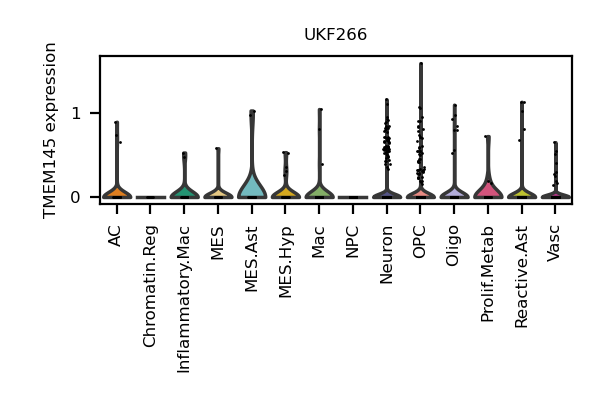 UKF266
TMEM145 expression
1
0
AC
Chromatin.Reg
Inflammatory.Mac
MES
MES.Ast
MES.Hyp
Mac
NPC
Neuron
OPC
Oligo
Prolif.Metab
Reactive.Ast
Vasc